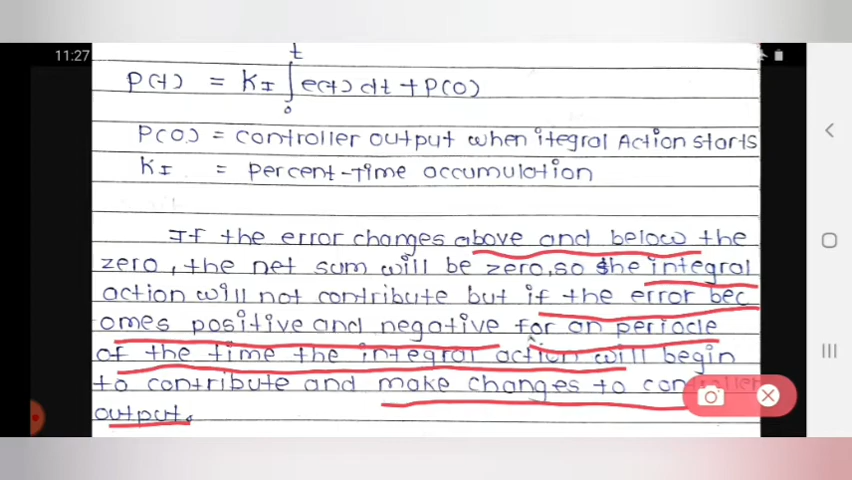 11:27
t
P(t) = KI ∫ e(t) dt + P(0)
0
P(0) = controller output when itegral Action starts
KI = percent-Time accumulation
If the error changes above and below the
zero, the net sum will be zero, so the integral
action will not contribute but if the error bec
omes positive and negative for an periode
of the time the integral action will begin
to contribute and make changes to controller
output.